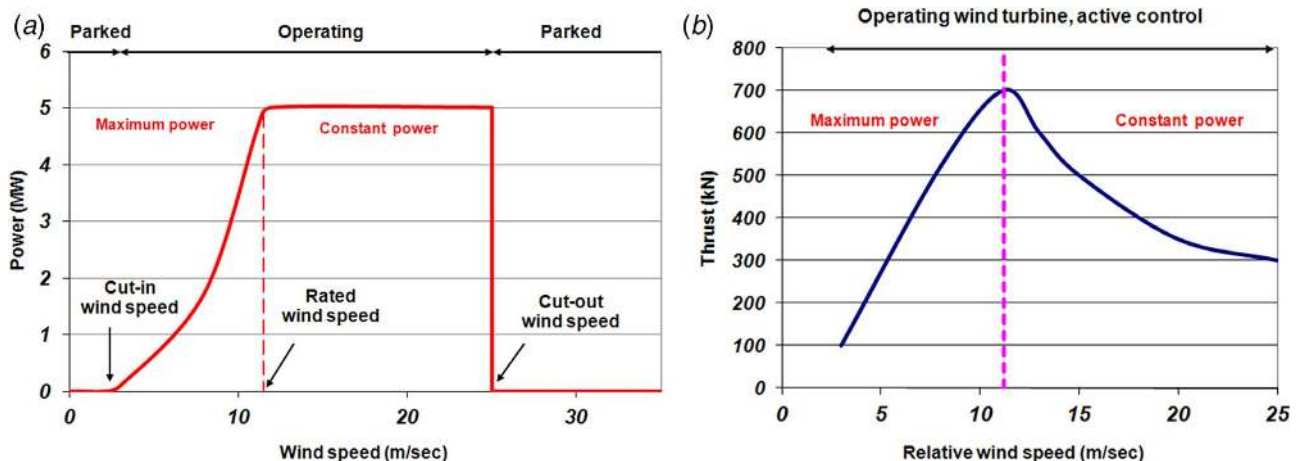 (a)
Parked
Operating
Parked
6
5
4
3
2
1
0
Power (MW)
Maximum power
Constant power
Cut-in
wind speed
Rated
wind speed
Cut-out
wind speed
0
10
20
30
Wind speed (m/sec)
(b)
Operating wind turbine, active control
800
700
600
500
400
300
200
100
0
Thrust (kN)
Maximum power
Constant power
0
5
10
15
20
25
Relative wind speed (m/sec)